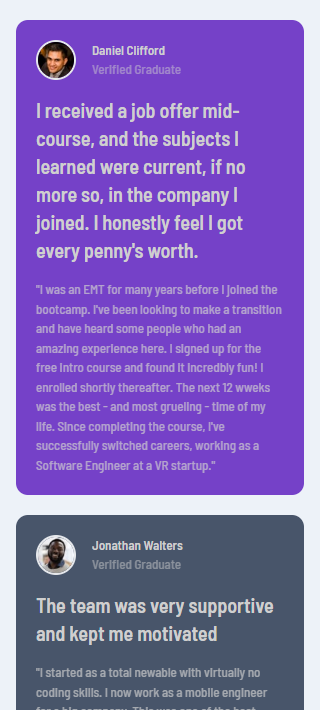 Daniel Clifford
Verified Graduate
I received a job offer mid-
course, and the subjects I
learned were current, if no
more so, in the company I
joined. I honestly feel I got
every penny's worth.
"I was an EMT for many years before I joined the
bootcamp. I've been looking to make a transition
and have heard some people who had an
amazing experience here. I signed up for the
free intro course and found it incredbly fun! I
enrolled shortly thereafter. The next 12 wweks
was the best - and most grueling - time of my
life. Since completing the course, I've
successfully switched careers, working as a
Software Engineer at a VR startup."
Jonathan Walters
Verified Graduate
The team was very supportive
and kept me motivated
"I started as a total newable with virtually no
coding skills. I now work as a mobile engineer